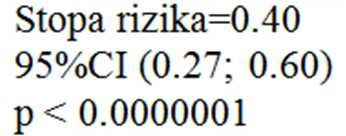 Stopa rizika=0.40
95%CI (0.27; 0.60)
p < 0.0000001